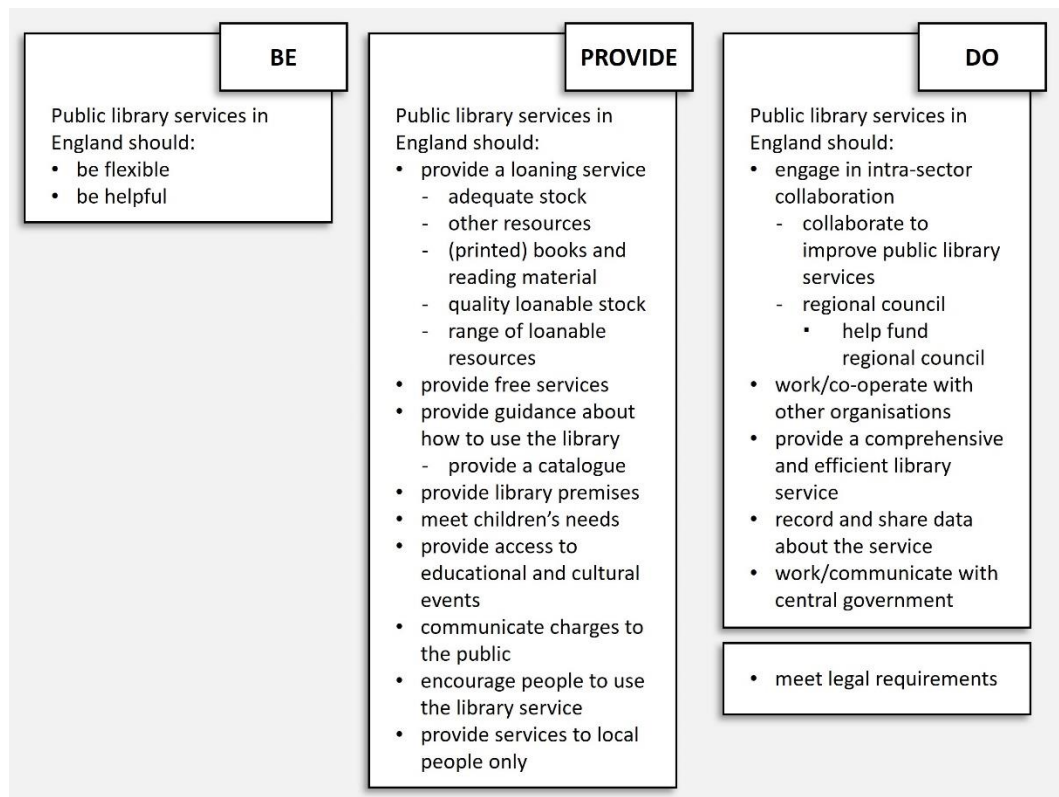 BE
Public library services in
England should:
• be flexible
• be helpful
PROVIDE
Public library services in
England should:
• provide a loaning service
- adequate stock
- other resources
- (printed) books and
reading material
- quality loanable stock
- range of loanable
resources
• provide free services
• provide guidance about
how to use the library
- provide a catalogue
• provide library premises
• meet children's needs
• provide access to
educational and cultural
events
• communicate charges to
the public
• encourage people to use
the library service
• provide services to local
people only
DO
Public library services in
England should:
• engage in intra-sector
collaboration
- collaborate to
improve public library
services
- regional council
▪ help fund
regional council
• work/co-operate with
other organisations
• provide a comprehensive
and efficient library
service
• record and share data
about the service
• work/communicate with
central government
• meet legal requirements